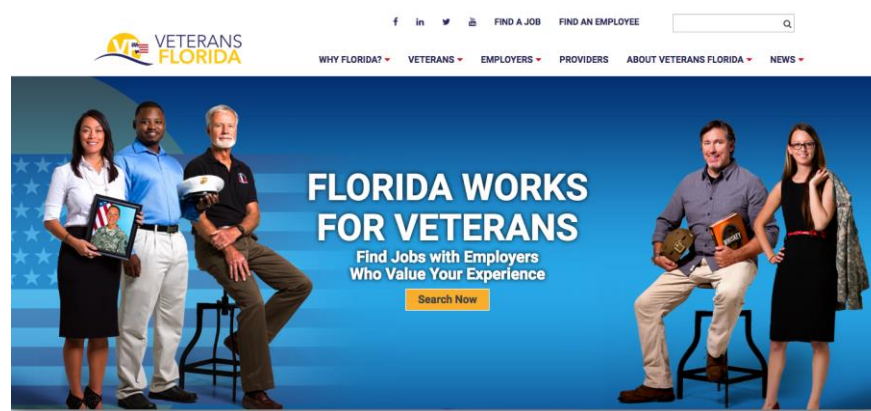 FIND A JOB
FIND AN EMPLOYEE
VETERANS
FLORIDA
WHY FLORIDA?
VETERANS
EMPLOYERS
PROVIDERS
ABOUT VETERANS FLORIDA
NEWS
FLORIDA WORKS
FOR VETERANS
Find Jobs with Employers
Who Value Your Experience
Search Now
WHISKEY